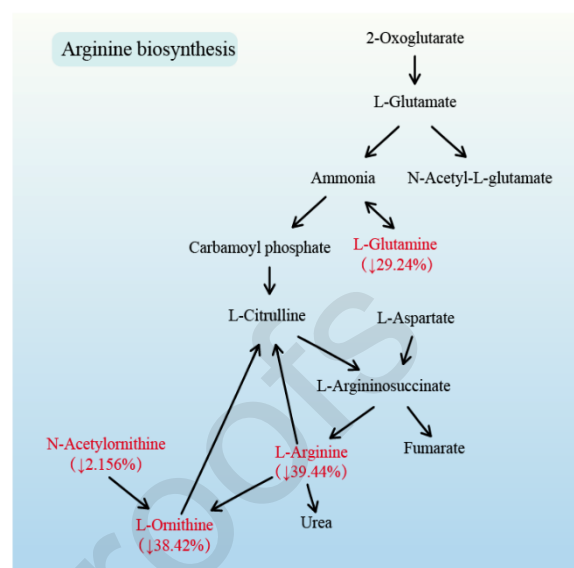 Arginine biosynthesis
2-Oxoglutarate
L-Glutamate
Ammonia
N-Acetyl-L-glutamate
Carbamoyl phosphate
L-Glutamine
(↓29.24%)
L-Citrulline
L-Aspartate
L-Argininosuccinate
N-Acetylornithine
(↓2.156%)
L-Arginine
(↓39.44%)
Fumarate
L-Ornithine
(↓38.42%)
Urea
roofs